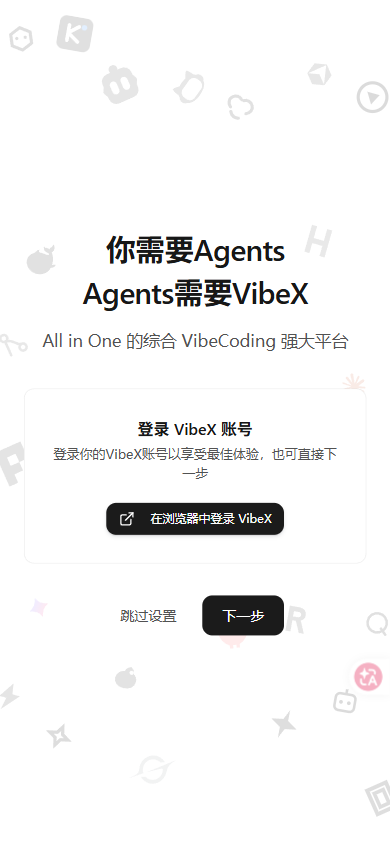 你需要Agents
Agents需要VibeX
All in One 的综合 VibeCoding 强大平台
登录 VibeX 账号
登录你的VibeX账号以享受最佳体验，也可直接下
一步
在浏览器中登录 VibeX
跳过设置
下一步